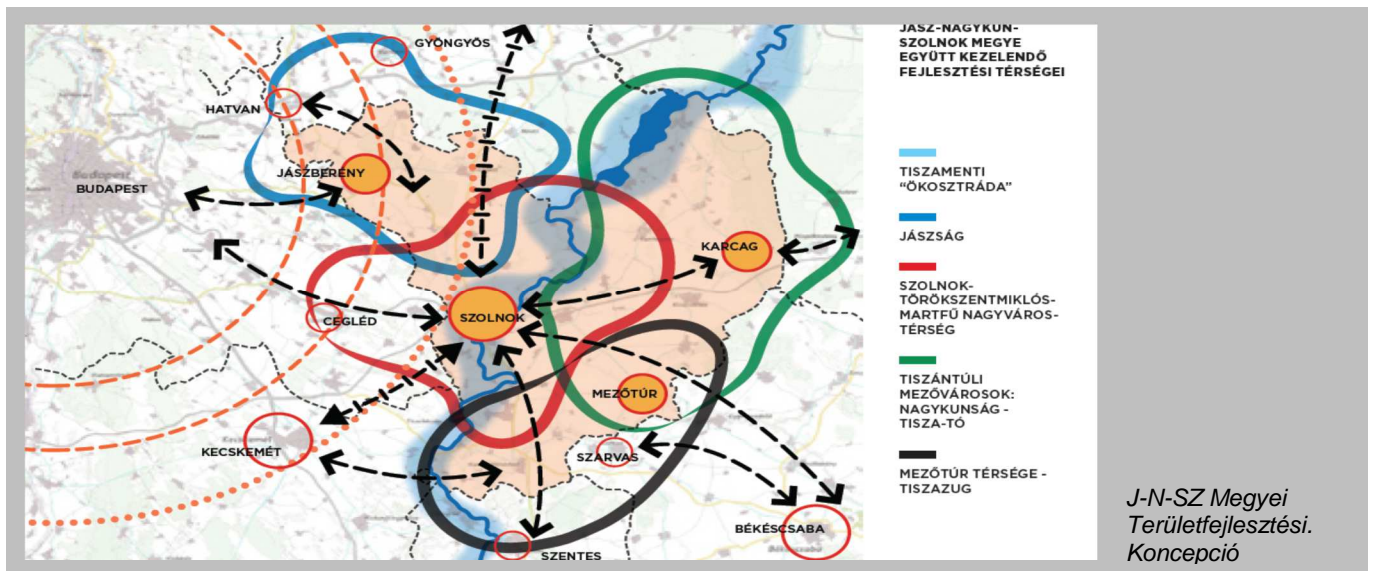 GYÖNGYÖS
HATVAN
JÁSZBERÉNY
BUDAPEST
KARCAG
SZOLNOK
CEGLÉD
MEZŐTÚR
Kecskemét
KECSKEMÉT
SZARVAS
BÉKÉSCSABA
SZENTES
JÁSZ-NAGYKUN-
SZOLNOK MEGYE
EGYÜTT KEZELENDŐ
FEJLESZTÉSI TÉRSÉGEI
TISZAMENTI
"ÖKOSZTRÁDA"
JÁSZSÁG
SZOLNOK-
TÖRÖKSZENTMIKLÓS-
MARTFŰ NAGYVÁROS-
TÉRSÉG
TISZÁNTÚLI
MEZŐVÁROSOK:
NAGYKUNSÁG -
TISZA-TÓ
MEZŐTÚR TÉRSÉGE -
TISZAZUG
J-N-SZ Megyei
Területfejlesztési.
Koncepció